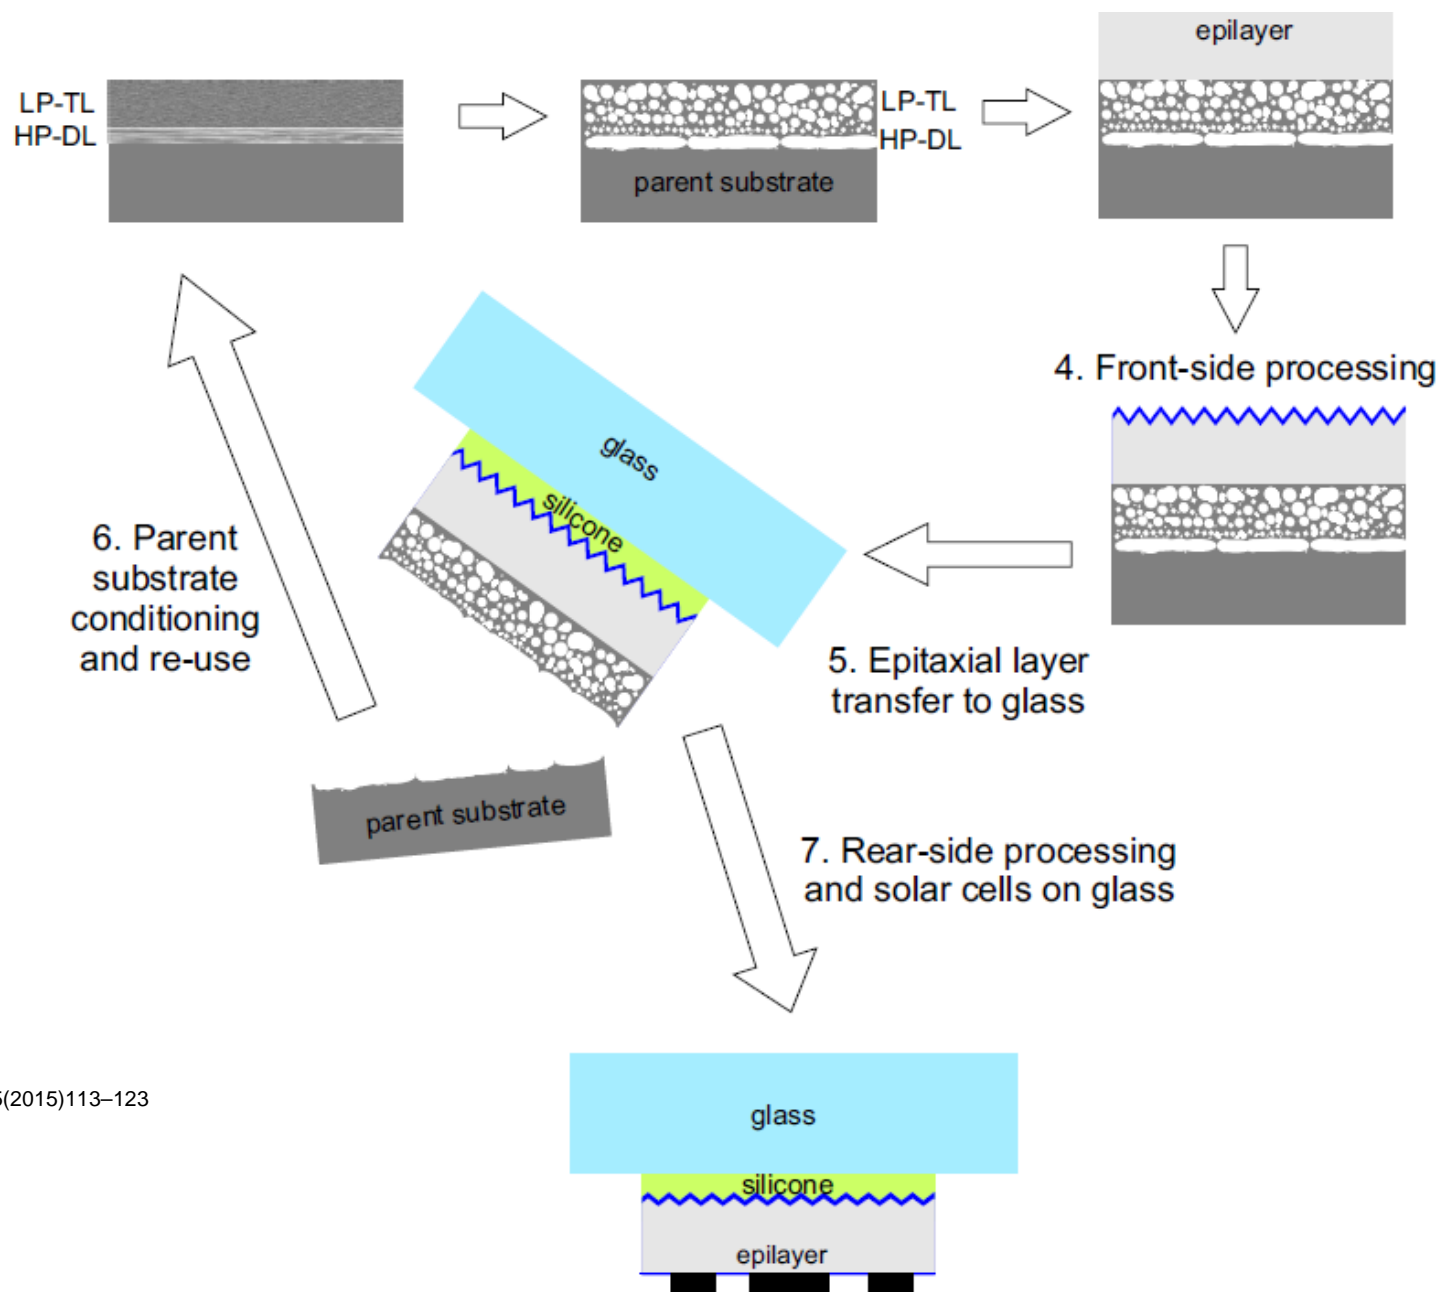 epilayer
LP-TL
HP-DL
LP-TL
HP-DL
parent substrate
4. Front-side processing
glass
silicone
6. Parent
substrate
conditioning
and re-use
5. Epitaxial layer
transfer to glass
parent substrate
7. Rear-side processing
and solar cells on glass
(2015)113–123
glass
silicone
epilayer